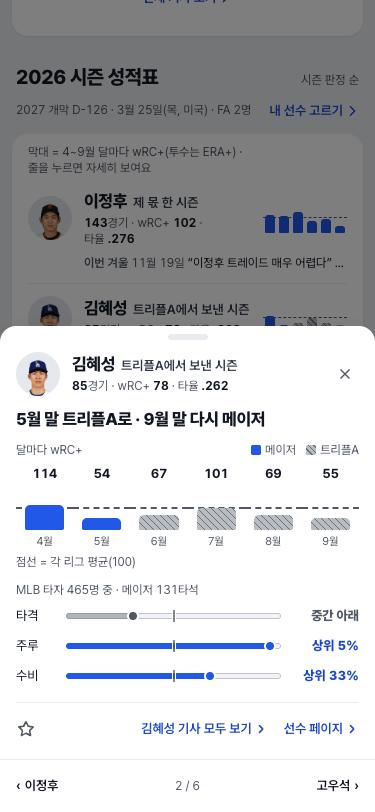 2026 시즌 성적표
시즌 판정 순
2027 개막 D-126 · 3월 25일(목, 미국) · FA 2명
내 선수 고르기 >
막대 = 4~9월 달마다 wRC+(투수는 ERA+) ·
줄을 누르면 자세히 보여요
이정후 제 몫 한 시즌
143경기 · wRC+ 102 ·
타율 .276
이번 겨울 11월 19일 “이정후 트레이드 매우 어렵다” ...
김혜성 트리플A에서 보낸 시즌
김혜성 트리플A에서 보낸 시즌
85경기 · wRC+ 78 · 타율 .262
×
5월 말 트리플A로 · 9월 말 다시 메이저
달마다 wRC+
메이저 트리플A
114 54 67 101 69 55
4월 5월 6월 7월 8월 9월
점선 = 각 리그 평균(100)
MLB 타자 465명 중 · 메이저 131타석
타격 중간 아래
주루 상위 5%
수비 상위 33%
김혜성 기사 모두 보기 > 선수 페이지 >
‹ 이정후 2 / 6 고우석 ›